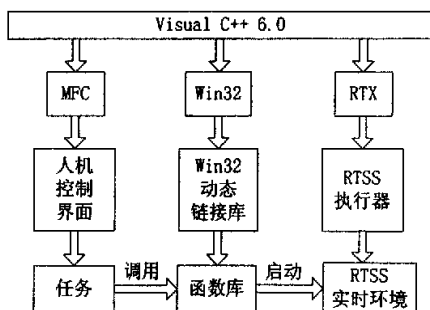 Visual C++ 6.0
MFC
Win32
RTX
人机
控制
界面
Win32
动态
链接库
RTSS
执行器
任务
调用
函数库
启动
RTSS
实时环境